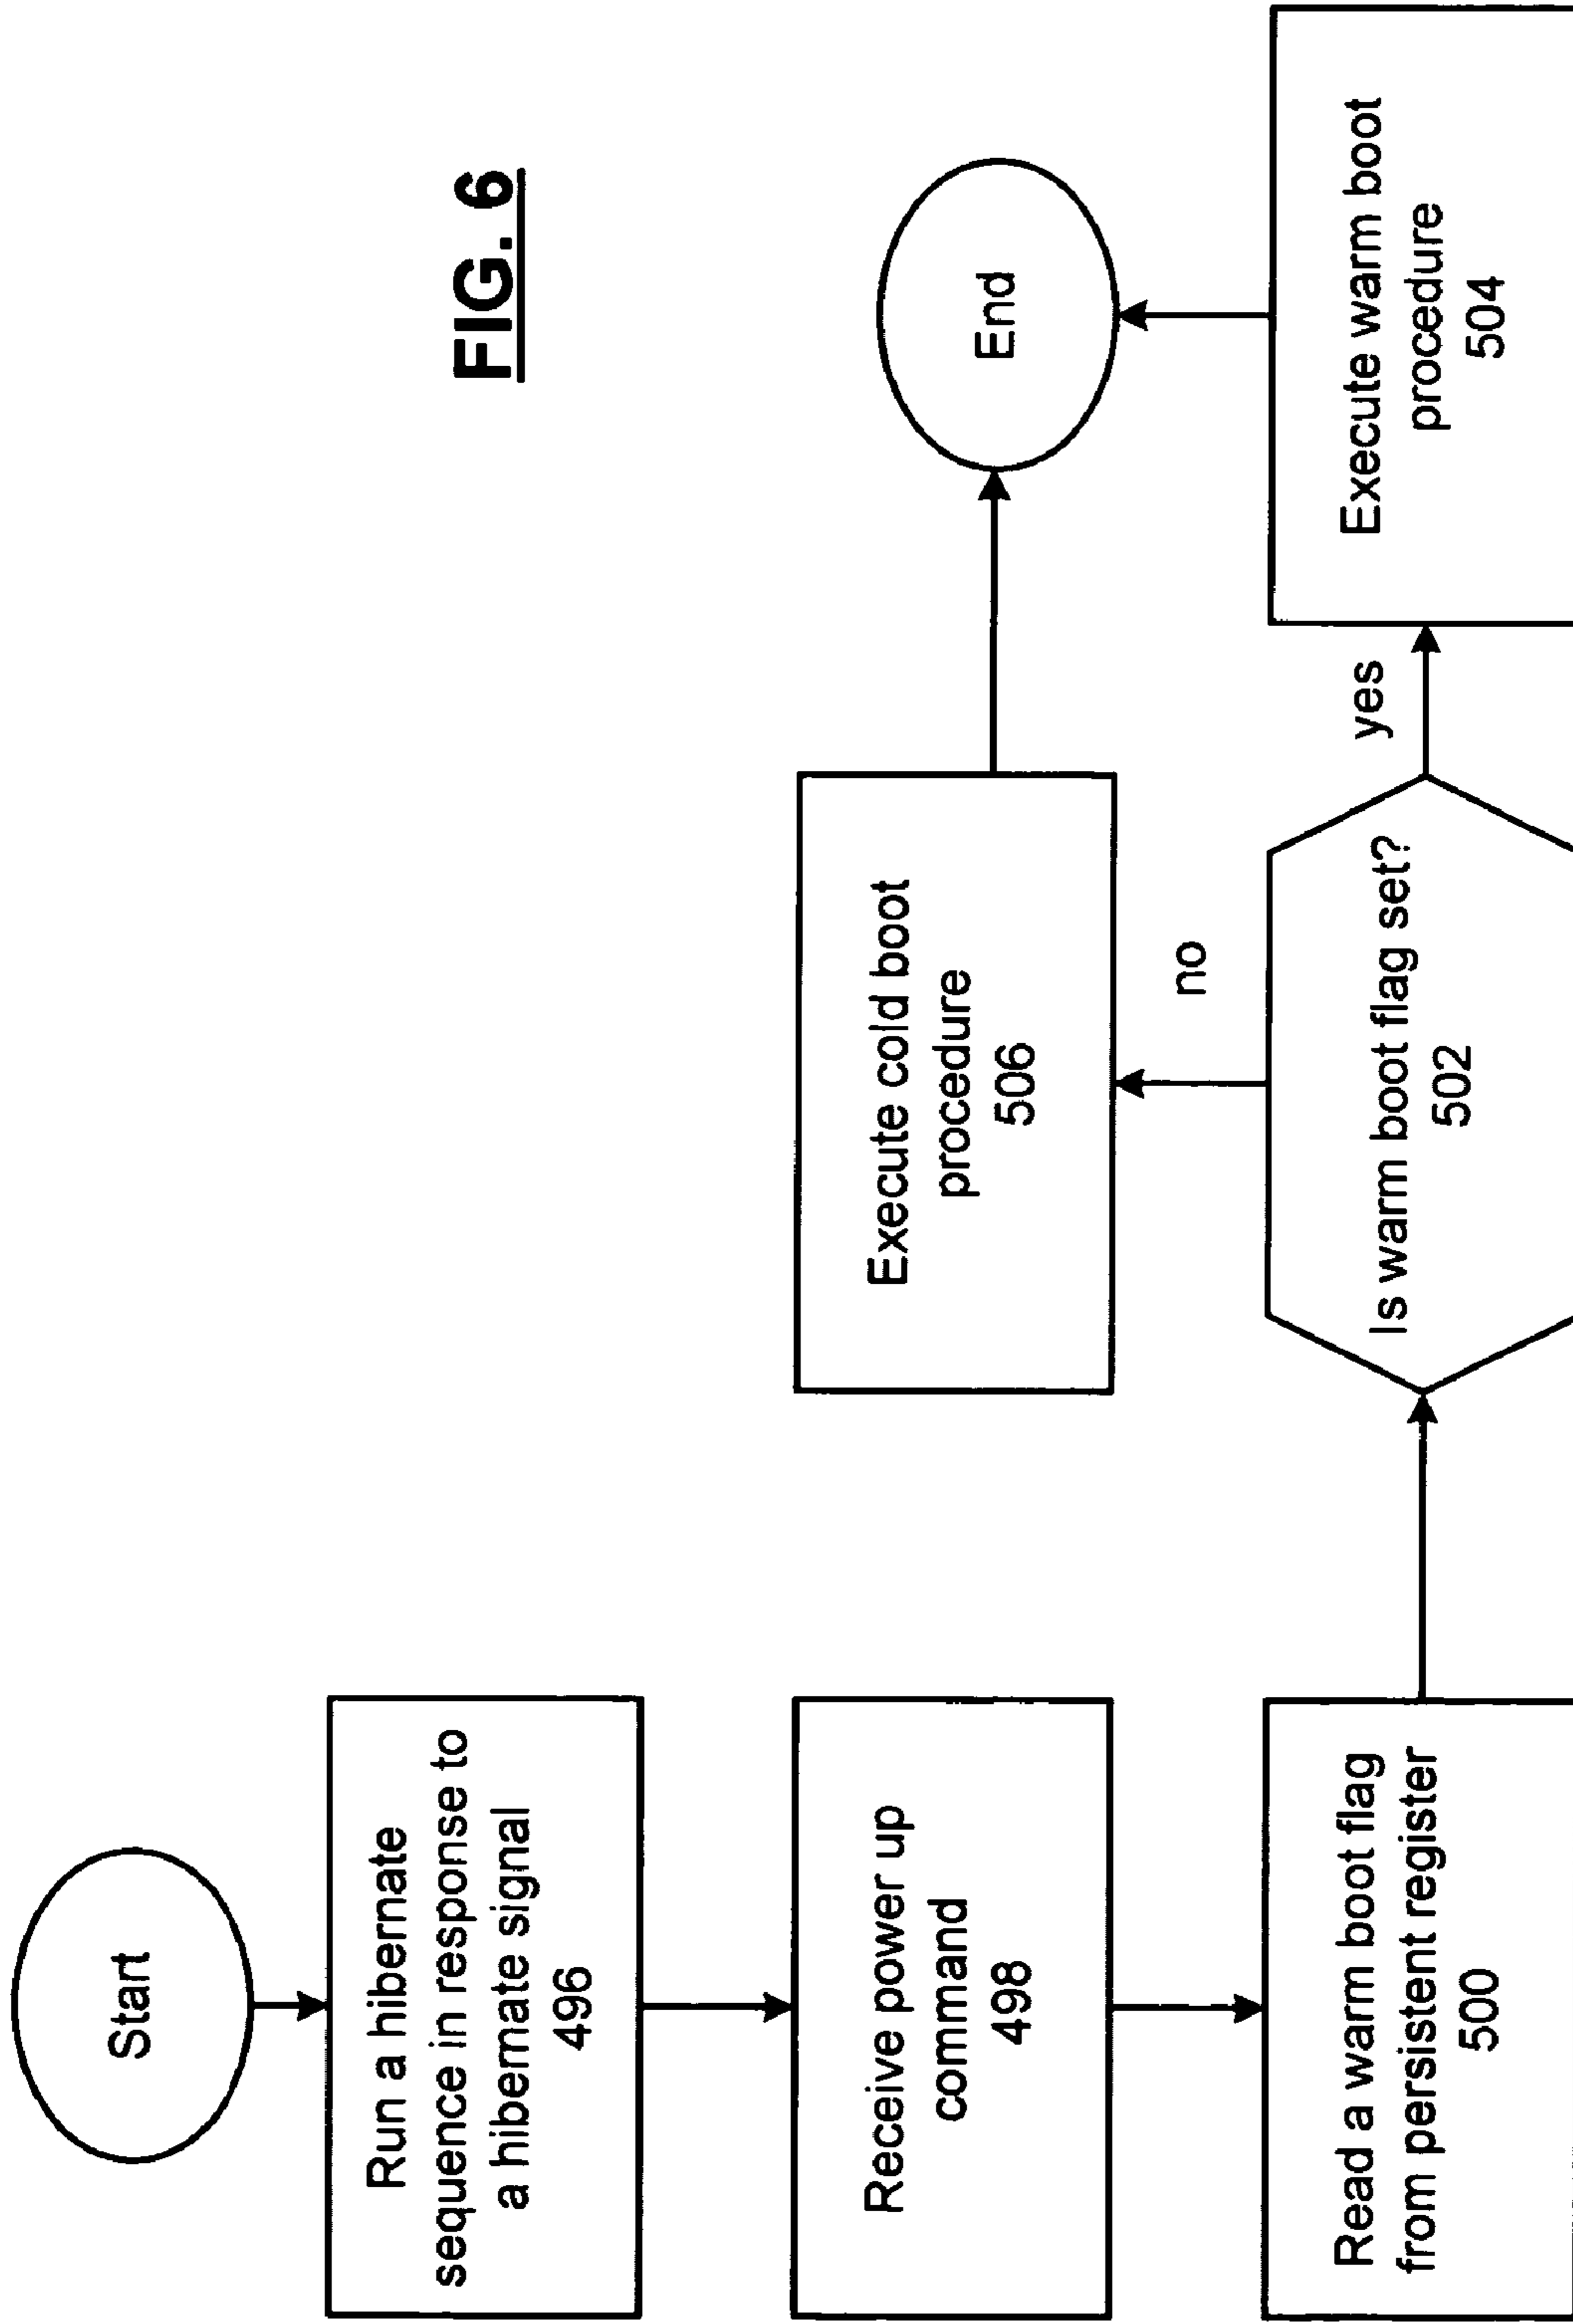 FIG. 6
Start
Run a hibernate
sequence in response to
a hibernate signal
496
Receive power up
command
498
Read a warm boot flag
from persistent register
500
Is warm boot flag set?
502
no
yes
Execute cold boot
procedure
506
Execute warm boot
procedure
504
End